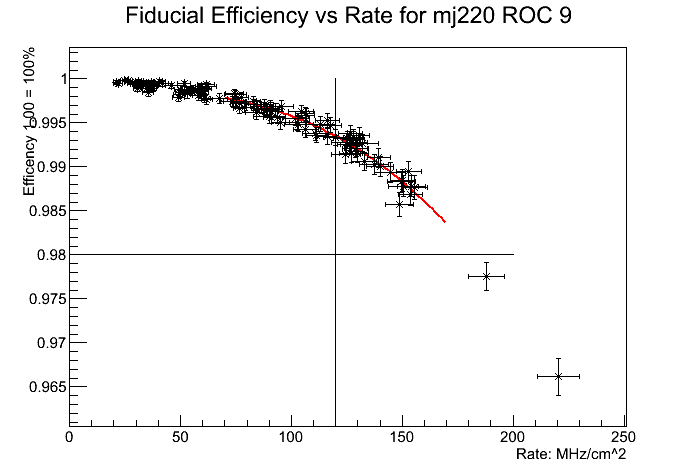 Fiducial Efficiency vs Rate for mj220 ROC 9
Efficency 1.00 = 100%
1
0.995
0.99
0.985
0.98
0.975
0.97
0.965
0 50 100 150 200 250
Rate: MHz/cm^2